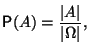 P(A) = |A| / |Ω|,